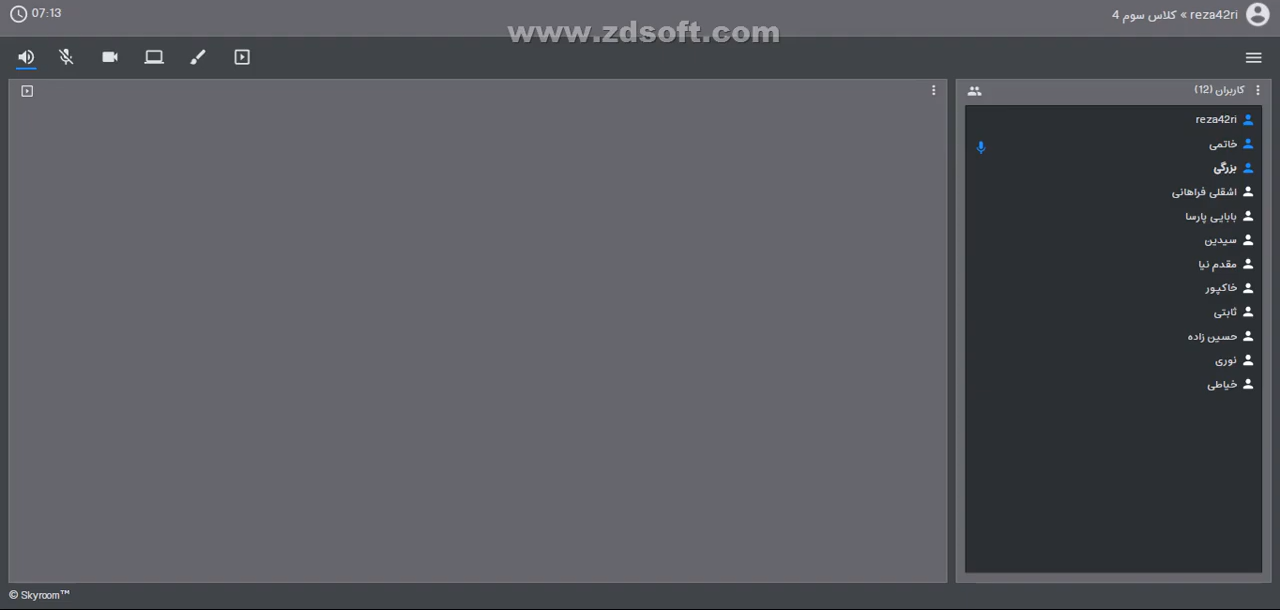 07:13
reza42ri » کلاس سوم 4
www.zdsoft.com
کاربران (12)
reza42ri
خاتمی
بزرگی
اشقلی فراهانی
بابایی پارسا
سیدین
مقدم نیا
خاکپور
ثابتی
حسین زاده
نوری
خیاطی
© Skyroom™